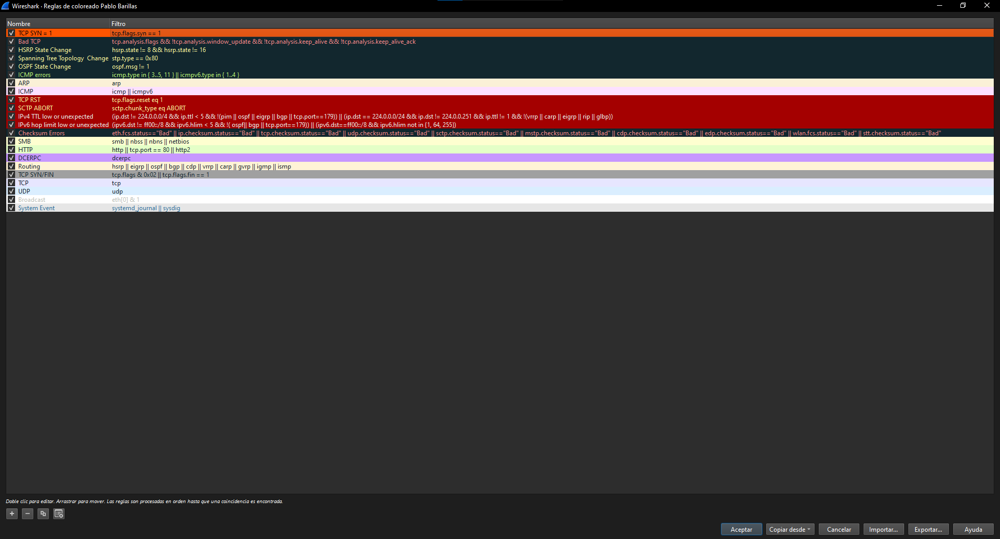 Wireshark · Reglas de coloreado Pablo Barillas
Nombre Filtro
TCP SYN = 1 tcp.flags.syn == 1
Bad TCP tcp.analysis.flags && !tcp.analysis.window_update && !tcp.analysis.keep_alive && !tcp.analysis.keep_alive_ack
HSRP State Change hsrp.state != 8 && hsrp.state != 16
Spanning Tree Topology  Change stp.type == 0x80
OSPF State Change ospf.msg != 1
ICMP errors icmp.type in { 3..5, 11 } || icmpv6.type in { 1..4 }
ARP arp
ICMP icmp || icmpv6
TCP RST tcp.flags.reset eq 1
SCTP ABORT sctp.chunk_type eq ABORT
IPv4 TTL low or unexpected (ip.dst != 224.0.0.0/4 && ip.ttl < 5 && !(pim || ospf || eigrp || bgp || tcp.port==179)) || (ip.dst == 224.0.0.0/24 && ip.dst != 224.0.0.251 && ip.ttl != 1 && !(vrrp || carp || eigrp || rip || glbp))
IPv6 hop limit low or unexpected (ipv6.dst != ff00::/8 && ipv6.hlim < 5 && !( ospf|| bgp || tcp.port==179)) || (ipv6.dst==ff00::/8 && ipv6.hlim not in {1, 64, 255})
Checksum Errors eth.fcs.status=="Bad" || ip.checksum.status=="Bad" || tcp.checksum.status=="Bad" || udp.checksum.status=="Bad" || sctp.checksum.status=="Bad" || mstp.checksum.status=="Bad" || cdp.checksum.status=="Bad" || edp.checksum.status=="Bad" || wlan.fcs.status=="Bad" || stt.checksum.status=="Bad"
SMB smb || nbss || nbns || netbios
HTTP http || tcp.port == 80 || http2
DCERPC dcerpc
Routing hsrp || eigrp || ospf || bgp || cdp || vrrp || carp || gvrp || igmp || ismp
TCP SYN/FIN tcp.flags & 0x02 || tcp.flags.fin == 1
TCP tcp
UDP udp
Broadcast eth[0] & 1
System Event systemd_journal || sysdig
Doble clic para editar. Arrastrar para mover. Las reglas son procesadas en orden hasta que una coincidencia es encontrada.
Aceptar Copiar desde Cancelar Importar... Exportar... Ayuda